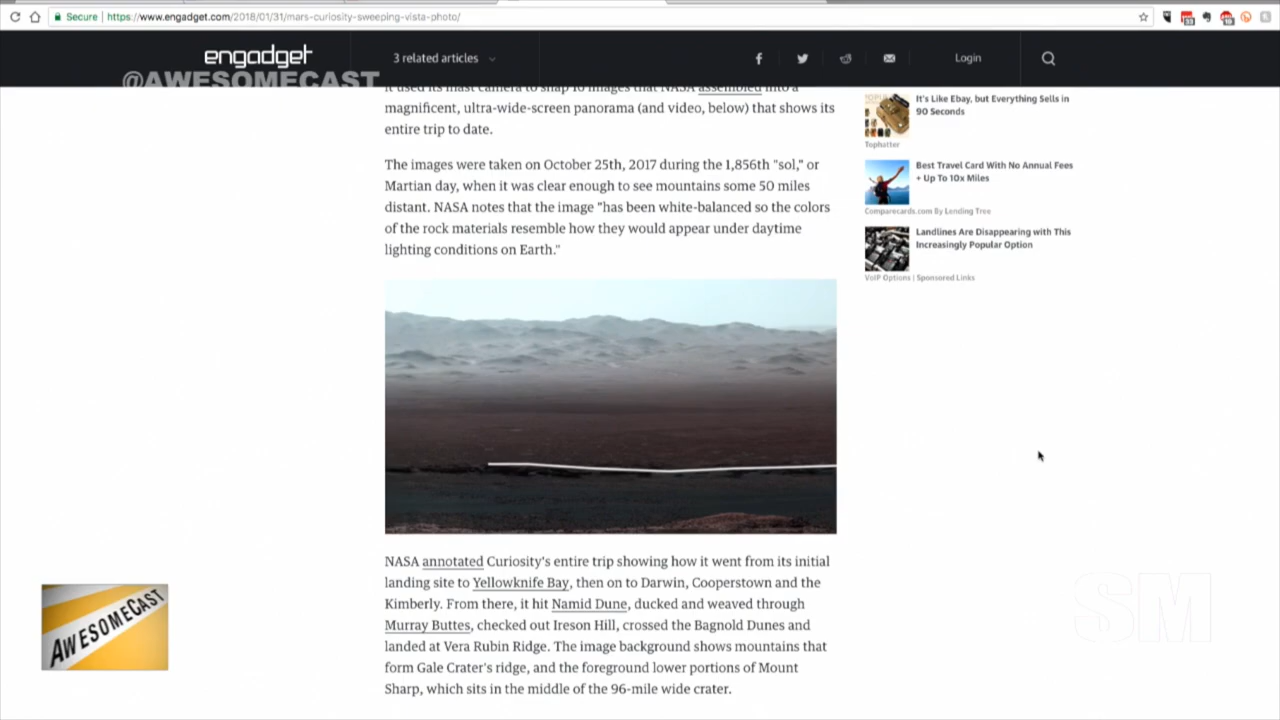 Secure
https://www.engadget.com/2018/01/31/mars-curiosity-sweeping-vista-photo/
engadget
3 related articles
Login
@AWESOMECAST
it used its mast camera to snap 16 images that NASA assembled into a
magnificent, ultra-wide-screen panorama (and video, below) that shows its
entire trip to date.
The images were taken on October 25th, 2017 during the 1,856th "sol," or
Martian day, when it was clear enough to see mountains some 50 miles
distant. NASA notes that the image "has been white-balanced so the colors
of the rock materials resemble how they would appear under daytime
lighting conditions on Earth."
NASA annotated Curiosity's entire trip showing how it went from its initial
landing site to Yellowknife Bay, then on to Darwin, Cooperstown and the
Kimberly. From there, it hit Namid Dune, ducked and weaved through
Murray Buttes, checked out Ireson Hill, crossed the Bagnold Dunes and
landed at Vera Rubin Ridge. The image background shows mountains that
form Gale Crater's ridge, and the foreground lower portions of Mount
Sharp, which sits in the middle of the 96-mile wide crater.
It's Like Ebay, but Everything Sells in
90 Seconds
Tophatter
Best Travel Card With No Annual Fees
+ Up To 10x Miles
Comparecards.com By Lending Tree
Landlines Are Disappearing with This
Increasingly Popular Option
VoIP Options | Sponsored Links
AWESOMECAST
SM